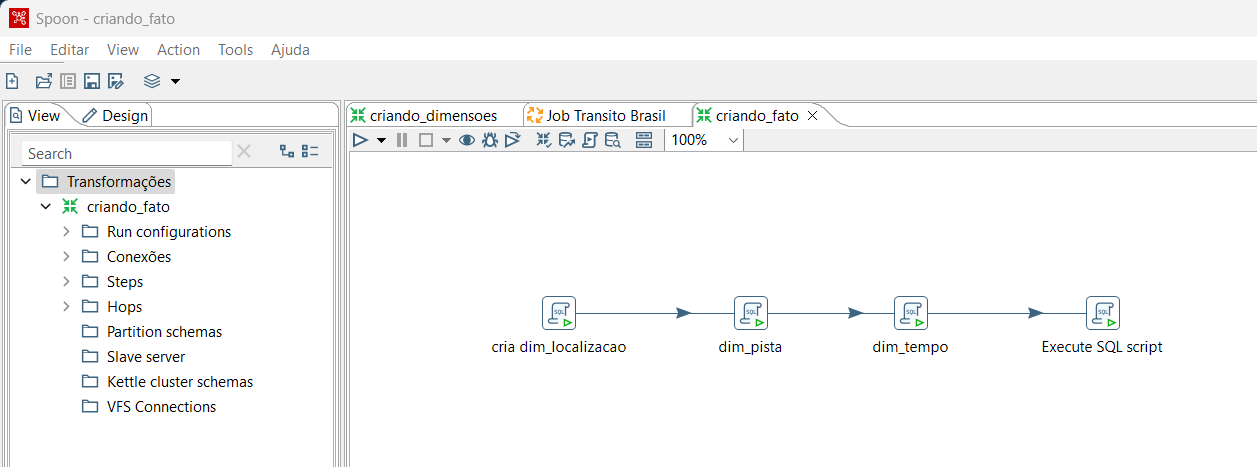 Spoon - criando_fato
File Editar View Action Tools Ajuda
View Design
criando_dimensoes Job Transito Brasil criando_fato
100%
Search
Transformações
criando_fato
Run configurations
Conexões
Steps
Hops
Partition schemas
Slave server
Kettle cluster schemas
VFS Connections
SQL SQL SQL SQL
cria dim_localizacao dim_pista dim_tempo Execute SQL script